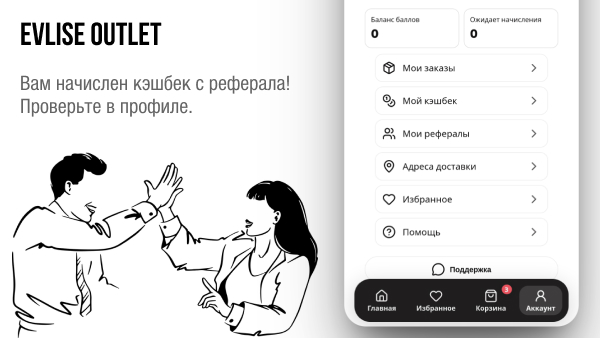 EVLISE OUTLET
Вам начислен кэшбек с реферала!
Проверьте в профиле.
Баланс баллов
0
Ожидает начисления
0
Мои заказы
Мой кэшбек
Мои рефералы
Адреса доставки
Избранное
Помощь
Поддержка
3
Главная Избранное Корзина Аккаунт